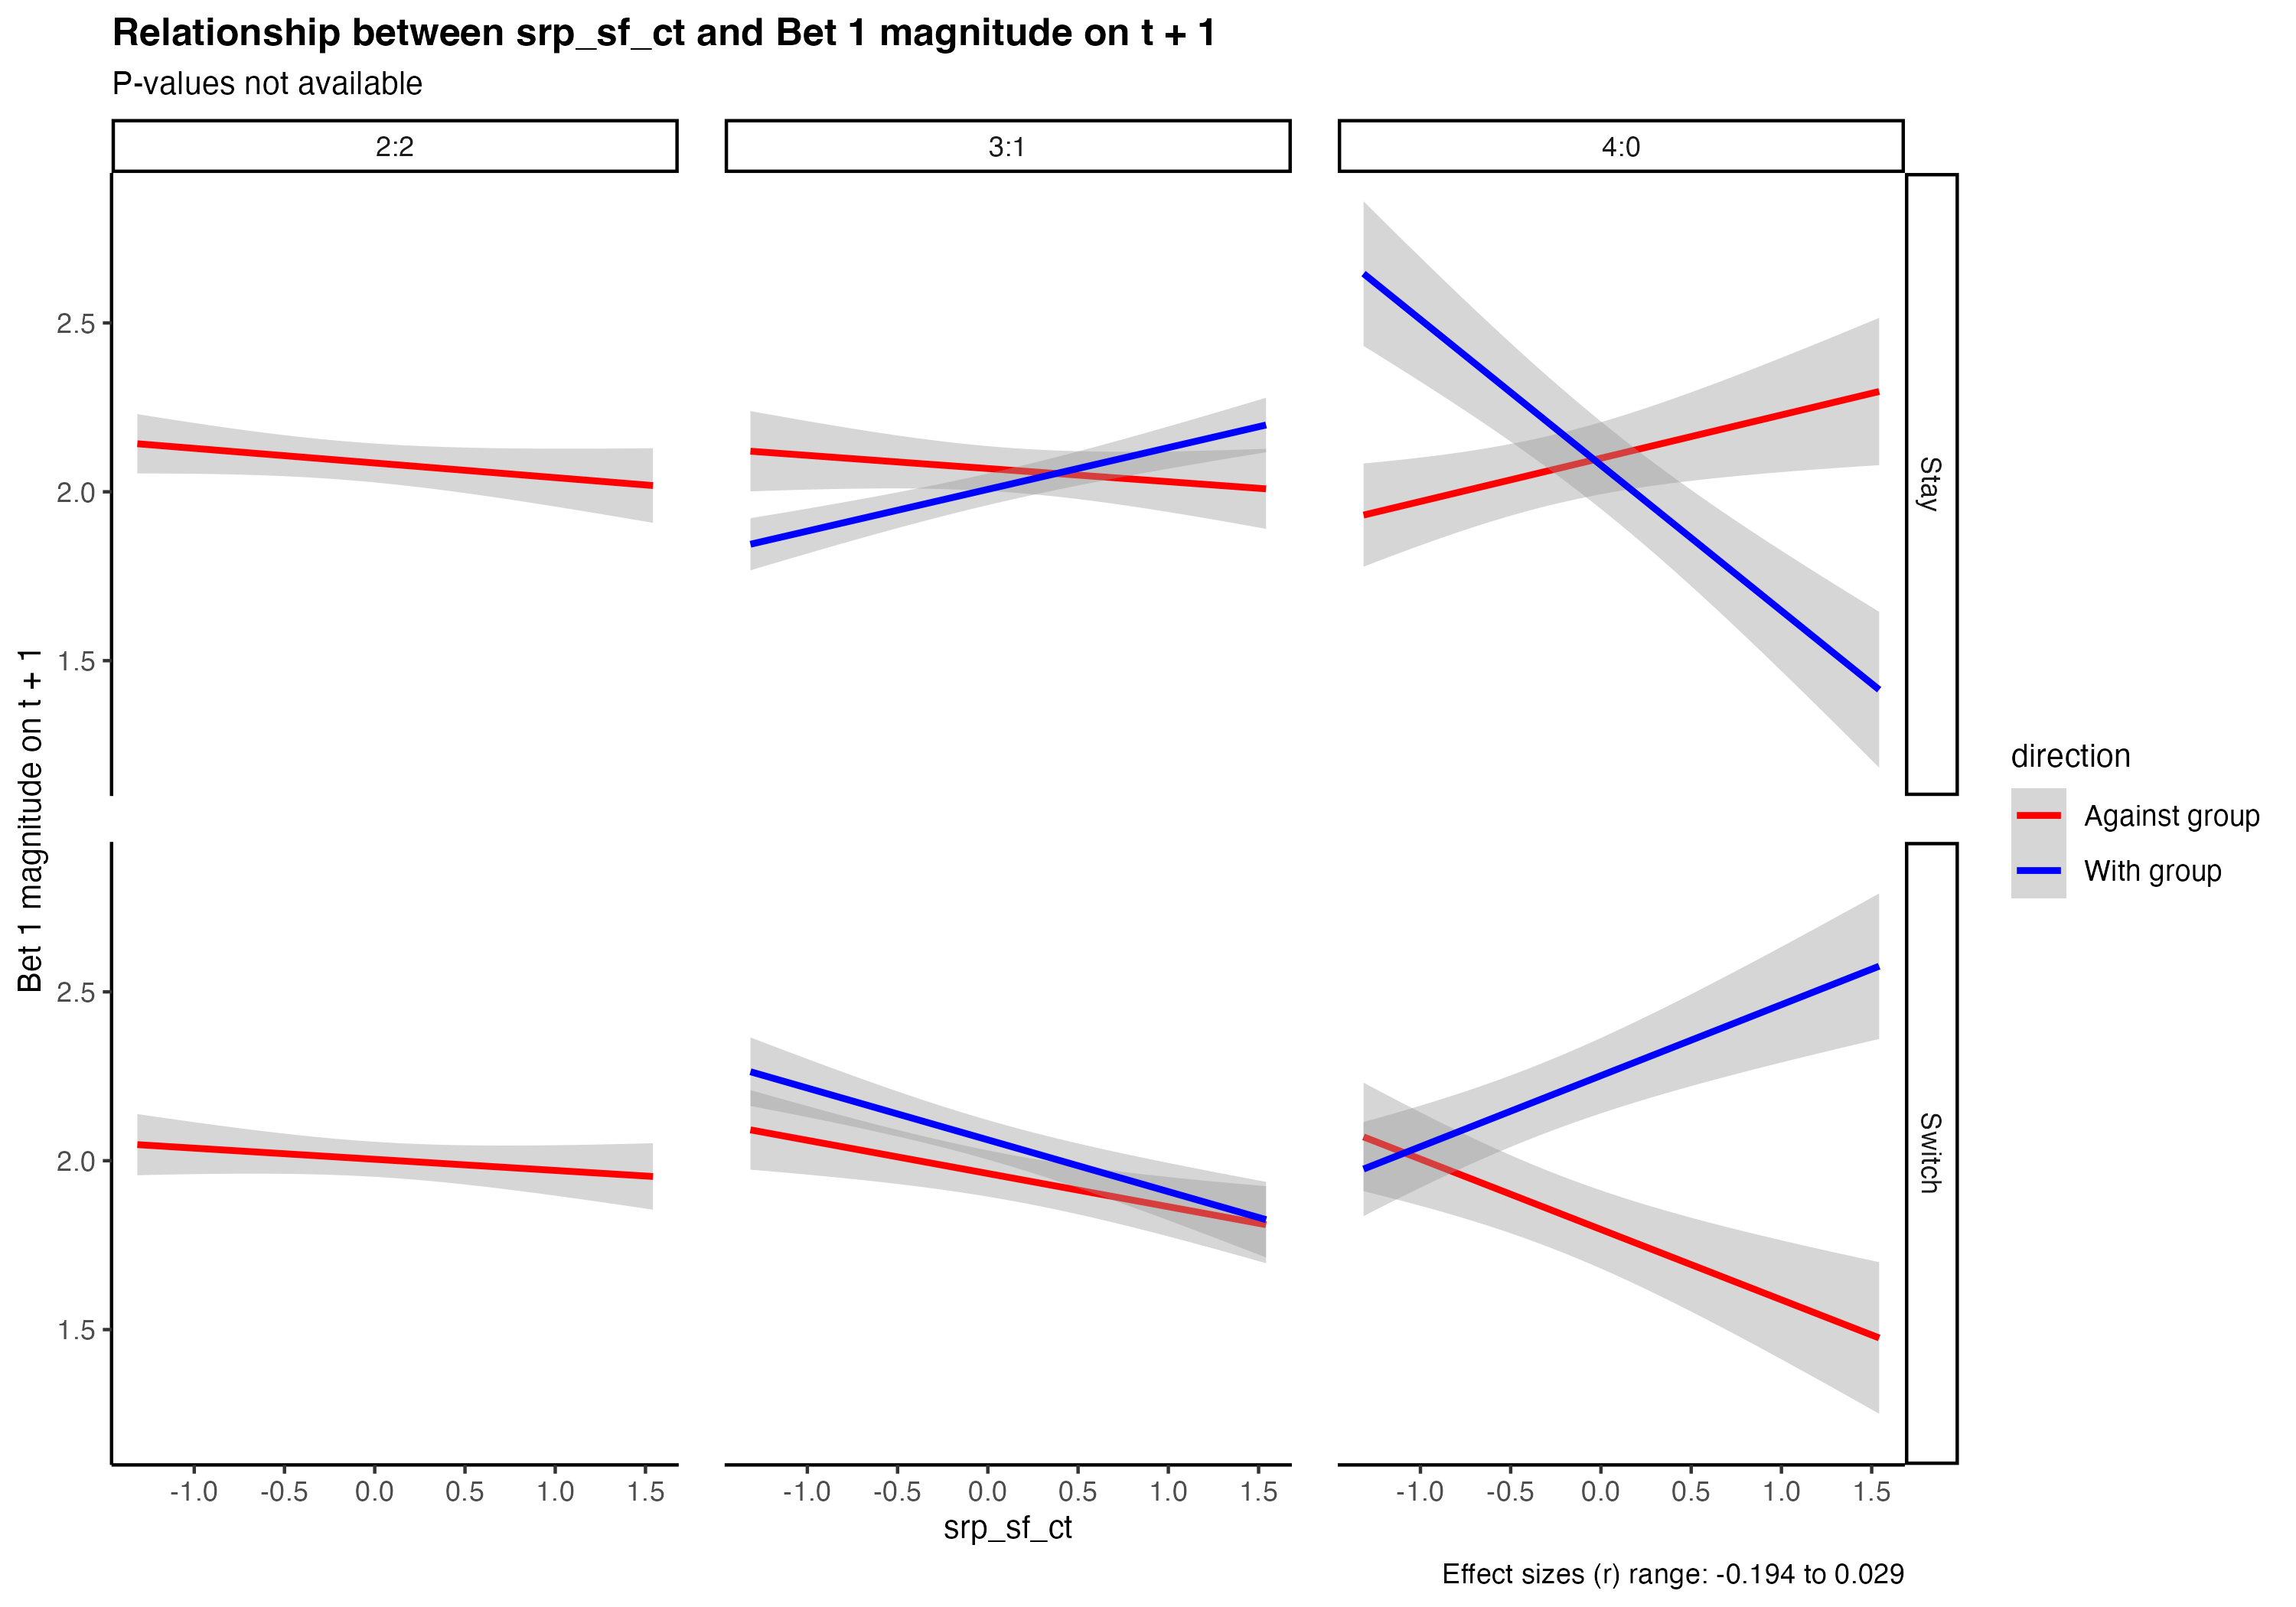 Relationship between srp_sf_ct and Bet 1 magnitude on t + 1
P-values not available
2:2
3:1
4:0
Stay
Switch
Bet 1 magnitude on t + 1
2.5
2.0
1.5
2.5
2.0
1.5
-1.0 -0.5 0.0 0.5 1.0 1.5
-1.0 -0.5 0.0 0.5 1.0 1.5
-1.0 -0.5 0.0 0.5 1.0 1.5
srp_sf_ct
direction
Against group
With group
Effect sizes (r) range: -0.194 to 0.029